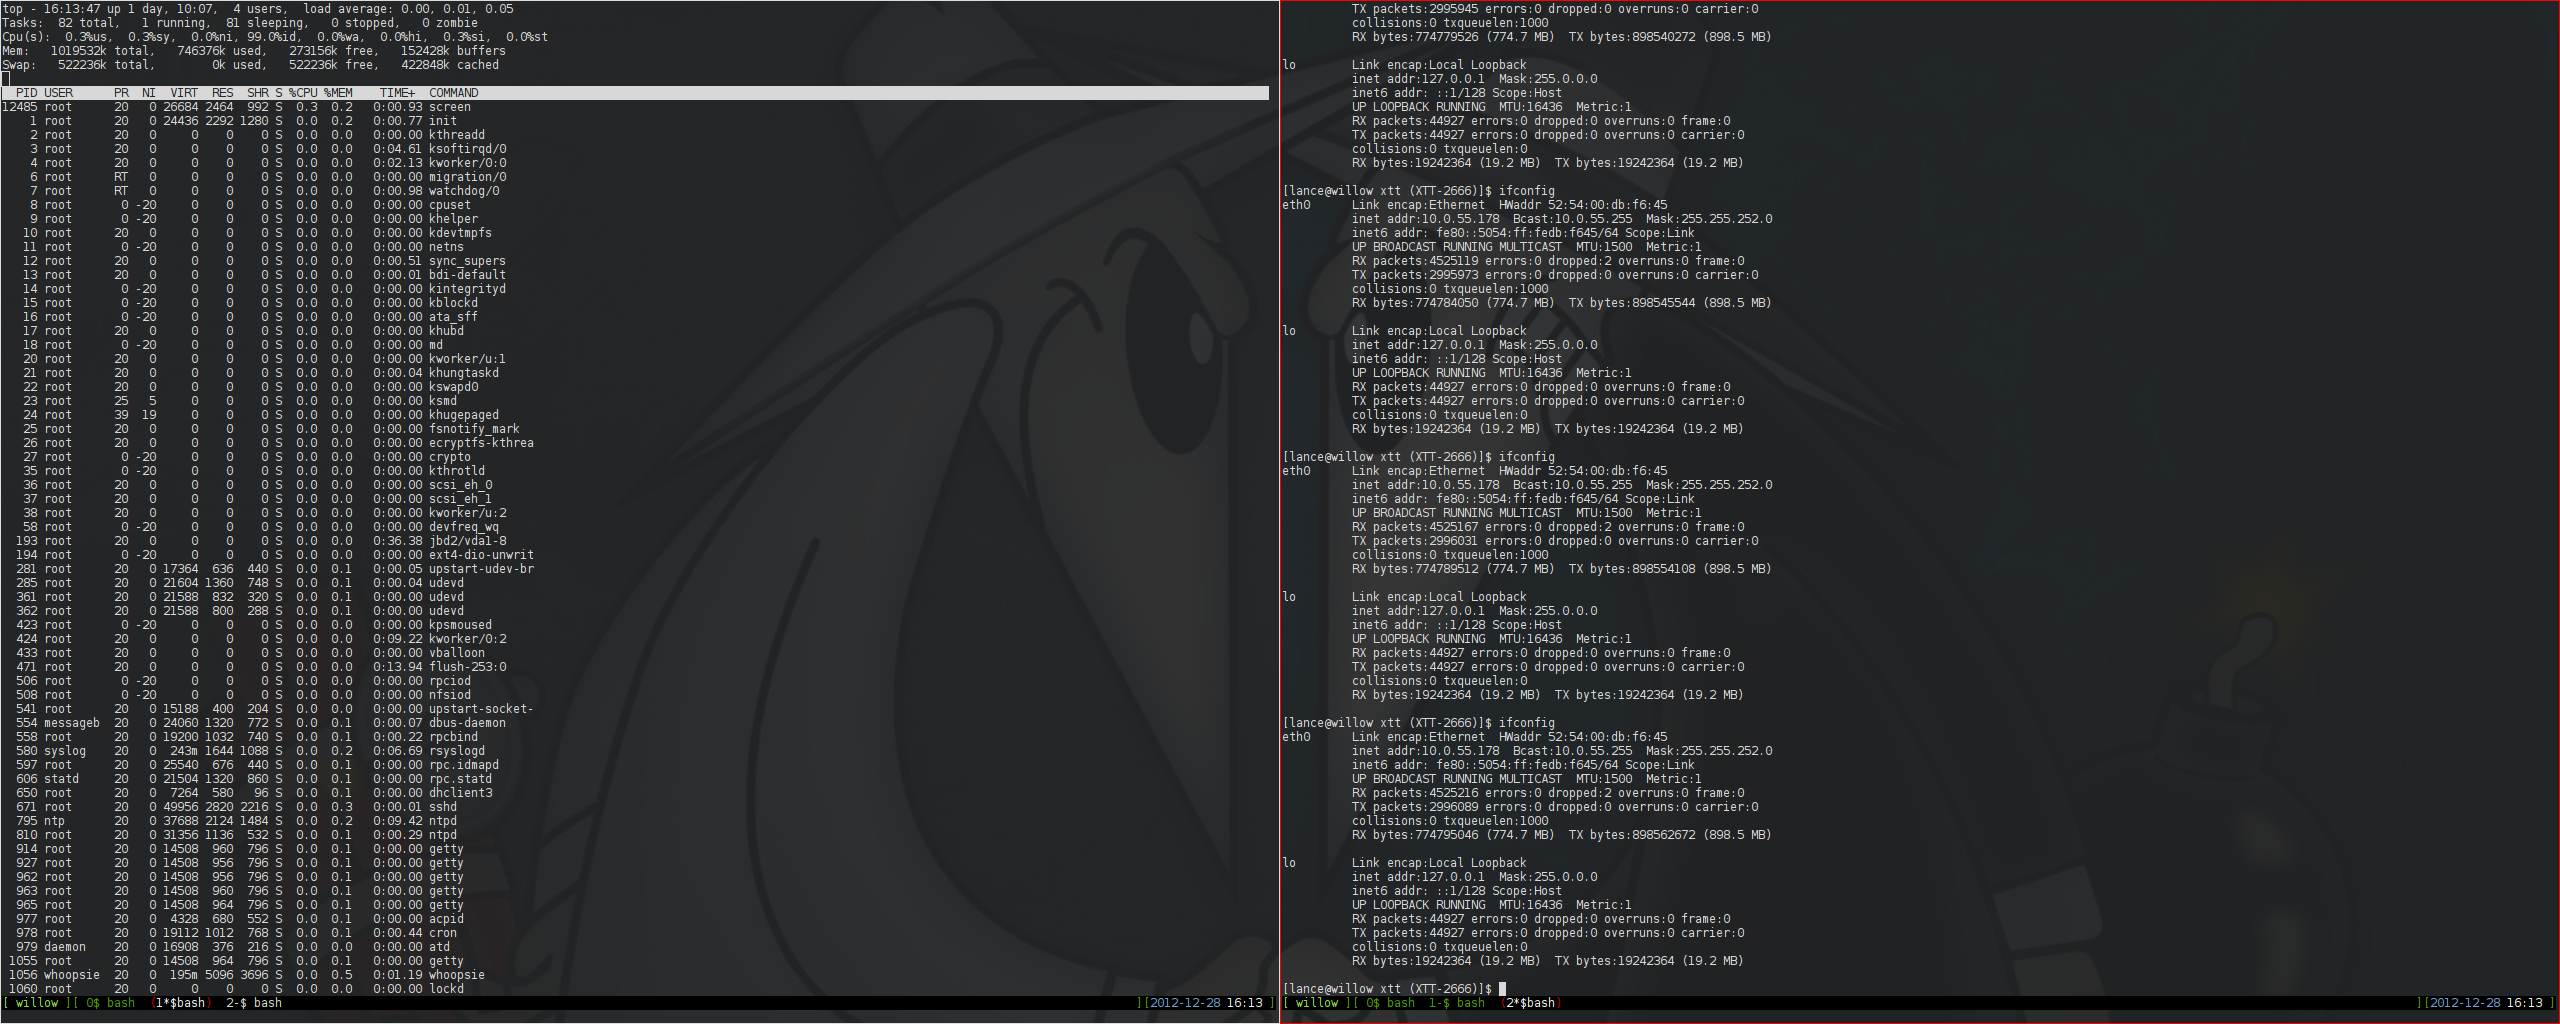 top - 16:13:47 up 1 day, 10:07,  4 users,  load average: 0.00, 0.01, 0.05
Tasks:  82 total,   1 running,  81 sleeping,   0 stopped,   0 zombie
Cpu(s):  0.3%us,  0.3%sy,  0.0%ni, 99.0%id,  0.0%wa,  0.0%hi,  0.3%si,  0.0%st
Mem:   1019532k total,   746376k used,   273156k free,   152428k buffers
Swap:   522236k total,        0k used,   522236k free,   422848k cached
PID USER      PR  NI  VIRT  RES  SHR S %CPU %MEM    TIME+  COMMAND
12485 root      20   0 26684 2464  992 S  0.3  0.2   0:00.93 screen
1 root      20   0 24436 2292 1280 S  0.0  0.2   0:00.77 init
2 root      20   0     0    0    0 S  0.0  0.0   0:00.00 kthreadd
3 root      20   0     0    0    0 S  0.0  0.0   0:04.61 ksoftirqd/0
4 root      20   0     0    0    0 S  0.0  0.0   0:02.13 kworker/0:0
6 root      RT   0     0    0    0 S  0.0  0.0   0:00.00 migration/0
7 root      RT   0     0    0    0 S  0.0  0.0   0:00.98 watchdog/0
8 root       0 -20     0    0    0 S  0.0  0.0   0:00.00 cpuset
9 root       0 -20     0    0    0 S  0.0  0.0   0:00.00 khelper
10 root      20   0     0    0    0 S  0.0  0.0   0:00.00 kdevtmpfs
11 root       0 -20     0    0    0 S  0.0  0.0   0:00.00 netns
12 root      20   0     0    0    0 S  0.0  0.0   0:00.51 sync_supers
13 root      20   0     0    0    0 S  0.0  0.0   0:00.01 bdi-default
14 root       0 -20     0    0    0 S  0.0  0.0   0:00.00 kintegrityd
15 root       0 -20     0    0    0 S  0.0  0.0   0:00.00 kblockd
16 root       0 -20     0    0    0 S  0.0  0.0   0:00.00 ata_sff
17 root      20   0     0    0    0 S  0.0  0.0   0:00.00 khubd
18 root       0 -20     0    0    0 S  0.0  0.0   0:00.00 md
20 root      20   0     0    0    0 S  0.0  0.0   0:00.00 kworker/u:1
21 root      20   0     0    0    0 S  0.0  0.0   0:00.04 khungtaskd
22 root      20   0     0    0    0 S  0.0  0.0   0:00.00 kswapd0
23 root      25   5     0    0    0 S  0.0  0.0   0:00.00 ksmd
24 root      39  19     0    0    0 S  0.0  0.0   0:00.00 khugepaged
25 root      20   0     0    0    0 S  0.0  0.0   0:00.00 fsnotify_mark
26 root      20   0     0    0    0 S  0.0  0.0   0:00.00 ecryptfs-kthrea
27 root       0 -20     0    0    0 S  0.0  0.0   0:00.00 crypto
35 root       0 -20     0    0    0 S  0.0  0.0   0:00.00 kthrotld
36 root      20   0     0    0    0 S  0.0  0.0   0:00.00 scsi_eh_0
37 root      20   0     0    0    0 S  0.0  0.0   0:00.00 scsi_eh_1
38 root      20   0     0    0    0 S  0.0  0.0   0:00.00 kworker/u:2
58 root       0 -20     0    0    0 S  0.0  0.0   0:00.00 devfreq_wq
193 root      20   0     0    0    0 S  0.0  0.0   0:36.38 jbd2/vda1-8
194 root       0 -20     0    0    0 S  0.0  0.0   0:00.00 ext4-dio-unwrit
281 root      20   0 17364  636  440 S  0.0  0.1   0:00.05 upstart-udev-br
285 root      20   0 21604 1360  748 S  0.0  0.1   0:00.04 udevd
361 root      20   0 21588  832  320 S  0.0  0.1   0:00.00 udevd
362 root      20   0 21588  800  288 S  0.0  0.1   0:00.00 udevd
423 root       0 -20     0    0    0 S  0.0  0.0   0:00.00 kpsmoused
424 root      20   0     0    0    0 S  0.0  0.0   0:09.22 kworker/0:2
433 root      20   0     0    0    0 S  0.0  0.0   0:00.00 vballoon
471 root      20   0     0    0    0 S  0.0  0.0   0:13.94 flush-253:0
506 root       0 -20     0    0    0 S  0.0  0.0   0:00.00 rpciod
508 root       0 -20     0    0    0 S  0.0  0.0   0:00.00 nfsiod
541 root      20   0 15188  400  204 S  0.0  0.0   0:00.00 upstart-socket-
554 messageb  20   0 24060 1320  772 S  0.0  0.1   0:00.07 dbus-daemon
558 root      20   0 19200 1032  740 S  0.0  0.1   0:00.22 rpcbind
580 syslog    20   0  243m 1644 1088 S  0.0  0.2   0:06.69 rsyslogd
597 root      20   0 25540  676  440 S  0.0  0.1   0:00.00 rpc.idmapd
606 statd     20   0 21504 1320  860 S  0.0  0.1   0:00.00 rpc.statd
650 root      20   0  7264  580   96 S  0.0  0.1   0:00.00 dhclient3
671 root      20   0 49956 2820 2216 S  0.0  0.3   0:00.01 sshd
795 ntp       20   0 37688 2124 1484 S  0.0  0.2   0:09.42 ntpd
810 root      20   0 31356 1136  532 S  0.0  0.1   0:00.29 ntpd
914 root      20   0 14508  960  796 S  0.0  0.1   0:00.00 getty
927 root      20   0 14508  956  796 S  0.0  0.1   0:00.00 getty
962 root      20   0 14508  956  796 S  0.0  0.1   0:00.00 getty
963 root      20   0 14508  960  796 S  0.0  0.1   0:00.00 getty
965 root      20   0 14508  964  796 S  0.0  0.1   0:00.00 getty
977 root      20   0  4328  680  552 S  0.0  0.1   0:00.00 acpid
978 root      20   0 19112 1012  768 S  0.0  0.1   0:00.44 cron
979 daemon    20   0 16908  376  216 S  0.0  0.0   0:00.00 atd
1055 root      20   0 14508  964  796 S  0.0  0.1   0:00.00 getty
1056 whoopsie  20   0  195m 5096 3696 S  0.0  0.5   0:01.19 whoopsie
1060 root      20   0     0    0    0 S  0.0  0.0   0:00.00 lockd
[ willow ][ 0$ bash  (1*$bash)  2-$ bash ][2012-12-28 16:13 ]
TX packets:2995945 errors:0 dropped:0 overruns:0 carrier:0
collisions:0 txqueuelen:1000
RX bytes:774779526 (774.7 MB)  TX bytes:898540272 (898.5 MB)
lo        Link encap:Local Loopback
inet addr:127.0.0.1  Mask:255.0.0.0
inet6 addr: ::1/128 Scope:Host
UP LOOPBACK RUNNING  MTU:16436  Metric:1
RX packets:44927 errors:0 dropped:0 overruns:0 frame:0
TX packets:44927 errors:0 dropped:0 overruns:0 carrier:0
collisions:0 txqueuelen:0
RX bytes:19242364 (19.2 MB)  TX bytes:19242364 (19.2 MB)
[lance@willow xtt (XTT-2666)]$ ifconfig
eth0      Link encap:Ethernet  HWaddr 52:54:00:db:f6:45
inet addr:10.0.55.178  Bcast:10.0.55.255  Mask:255.255.252.0
inet6 addr: fe80::5054:ff:fedb:f645/64 Scope:Link
UP BROADCAST RUNNING MULTICAST  MTU:1500  Metric:1
RX packets:4525119 errors:0 dropped:2 overruns:0 frame:0
TX packets:2995973 errors:0 dropped:0 overruns:0 carrier:0
collisions:0 txqueuelen:1000
RX bytes:774784050 (774.7 MB)  TX bytes:898545544 (898.5 MB)
lo        Link encap:Local Loopback
inet addr:127.0.0.1  Mask:255.0.0.0
inet6 addr: ::1/128 Scope:Host
UP LOOPBACK RUNNING  MTU:16436  Metric:1
RX packets:44927 errors:0 dropped:0 overruns:0 frame:0
TX packets:44927 errors:0 dropped:0 overruns:0 carrier:0
collisions:0 txqueuelen:0
RX bytes:19242364 (19.2 MB)  TX bytes:19242364 (19.2 MB)
[lance@willow xtt (XTT-2666)]$ ifconfig
eth0      Link encap:Ethernet  HWaddr 52:54:00:db:f6:45
inet addr:10.0.55.178  Bcast:10.0.55.255  Mask:255.255.252.0
inet6 addr: fe80::5054:ff:fedb:f645/64 Scope:Link
UP BROADCAST RUNNING MULTICAST  MTU:1500  Metric:1
RX packets:4525167 errors:0 dropped:2 overruns:0 frame:0
TX packets:2996031 errors:0 dropped:0 overruns:0 carrier:0
collisions:0 txqueuelen:1000
RX bytes:774789512 (774.7 MB)  TX bytes:898554108 (898.5 MB)
lo        Link encap:Local Loopback
inet addr:127.0.0.1  Mask:255.0.0.0
inet6 addr: ::1/128 Scope:Host
UP LOOPBACK RUNNING  MTU:16436  Metric:1
RX packets:44927 errors:0 dropped:0 overruns:0 frame:0
TX packets:44927 errors:0 dropped:0 overruns:0 carrier:0
collisions:0 txqueuelen:0
RX bytes:19242364 (19.2 MB)  TX bytes:19242364 (19.2 MB)
[lance@willow xtt (XTT-2666)]$ ifconfig
eth0      Link encap:Ethernet  HWaddr 52:54:00:db:f6:45
inet addr:10.0.55.178  Bcast:10.0.55.255  Mask:255.255.252.0
inet6 addr: fe80::5054:ff:fedb:f645/64 Scope:Link
UP BROADCAST RUNNING MULTICAST  MTU:1500  Metric:1
RX packets:4525216 errors:0 dropped:2 overruns:0 frame:0
TX packets:2996089 errors:0 dropped:0 overruns:0 carrier:0
collisions:0 txqueuelen:1000
RX bytes:774795046 (774.7 MB)  TX bytes:898562672 (898.5 MB)
lo        Link encap:Local Loopback
inet addr:127.0.0.1  Mask:255.0.0.0
inet6 addr: ::1/128 Scope:Host
UP LOOPBACK RUNNING  MTU:16436  Metric:1
RX packets:44927 errors:0 dropped:0 overruns:0 frame:0
TX packets:44927 errors:0 dropped:0 overruns:0 carrier:0
collisions:0 txqueuelen:0
RX bytes:19242364 (19.2 MB)  TX bytes:19242364 (19.2 MB)
[lance@willow xtt (XTT-2666)]$
[ willow ][ 0$ bash  1-$ bash  (2*$bash) ][2012-12-28 16:13 ]